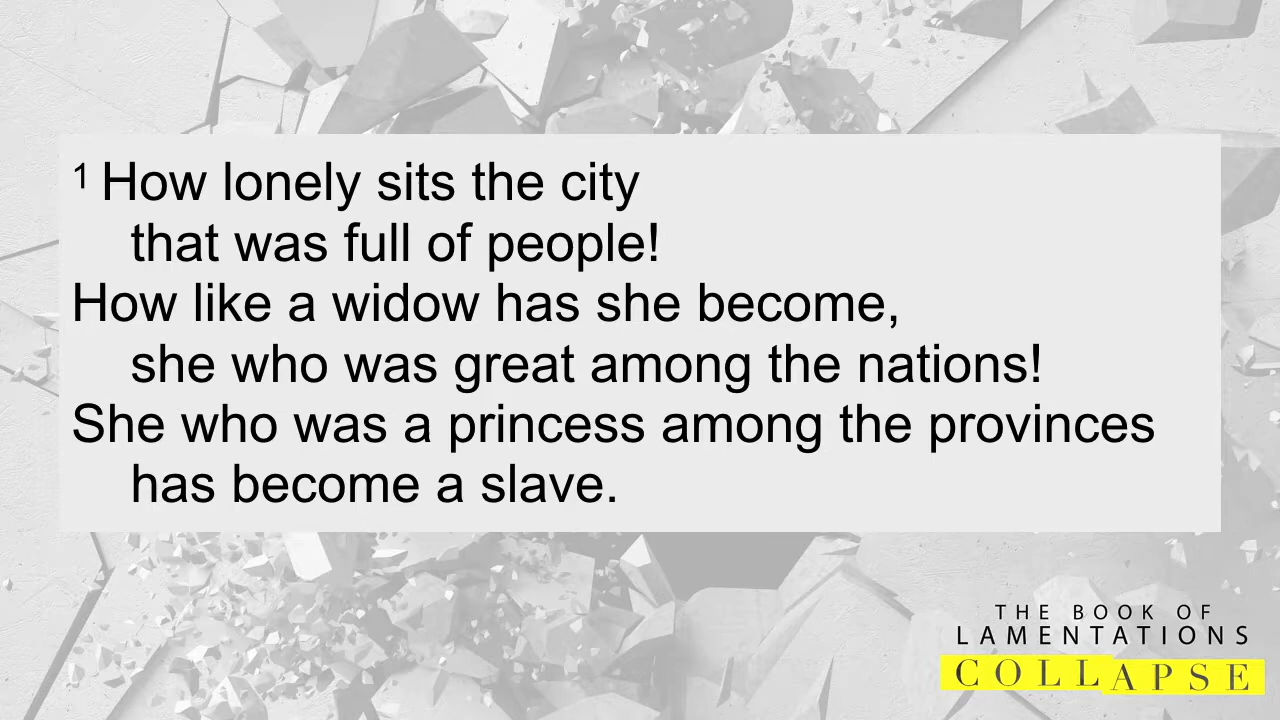 1 How lonely sits the city
that was full of people!
How like a widow has she become,
she who was great among the nations!
She who was a princess among the provinces
has become a slave.
THE BOOK OF
LAMENTATIONS
COLLAPSE